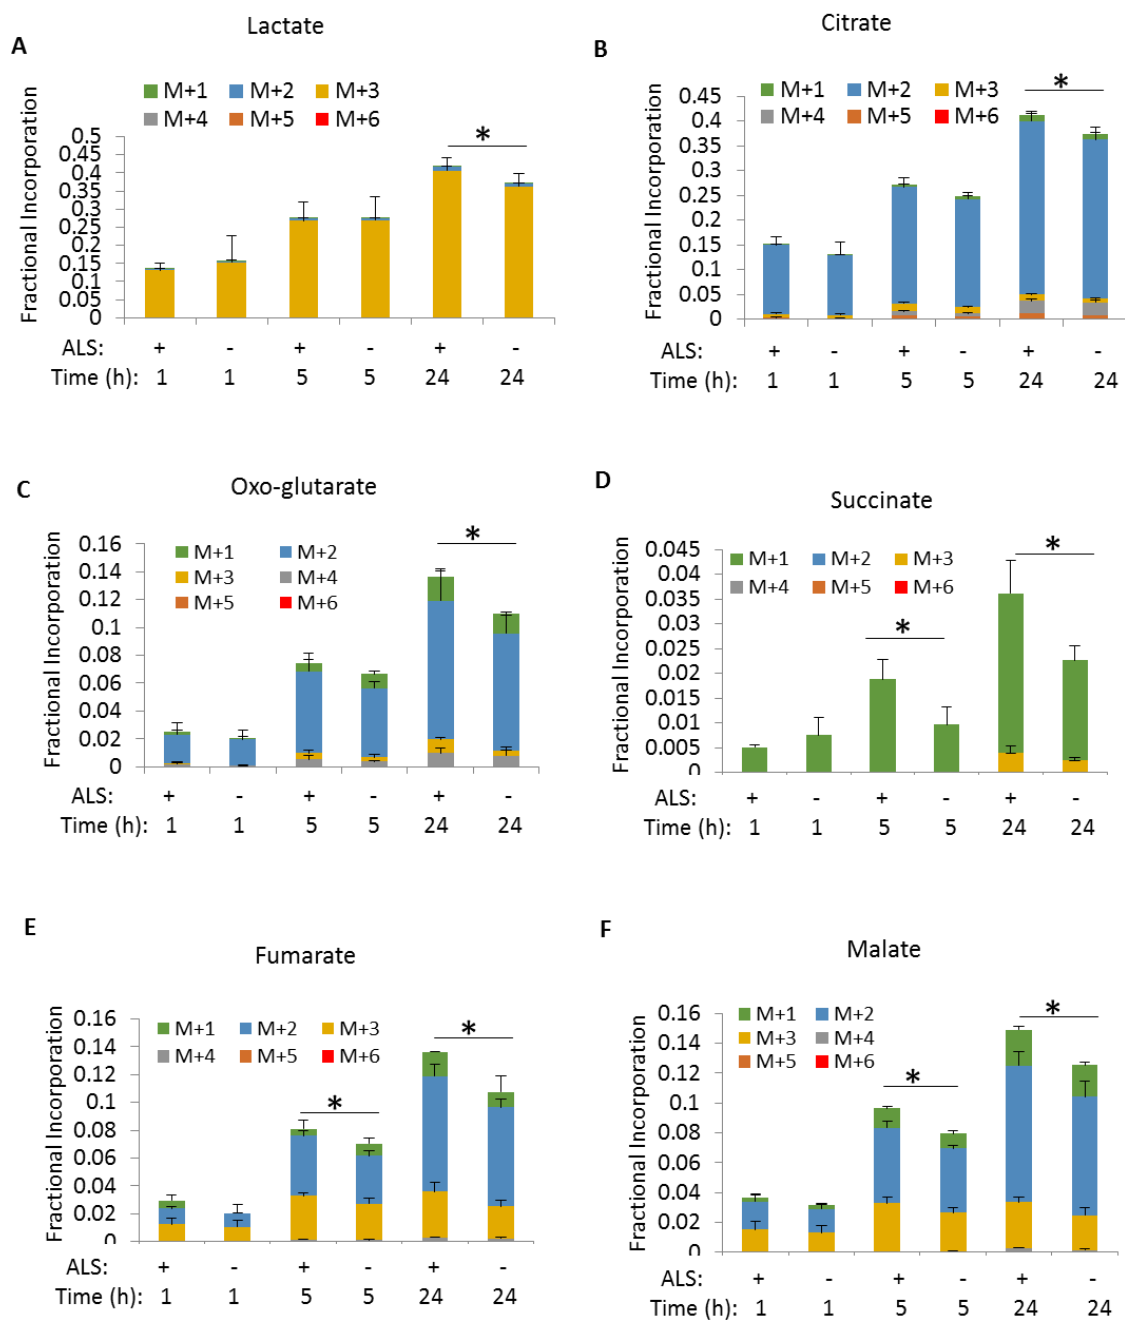 Lactate
A
M+1 M+2 M+3
M+4 M+5 M+6
Fractional Incorporation
0.5
0.45
0.4
0.35
0.3
0.25
0.2
0.15
0.1
0.05
0
*
ALS: + - + - + -
Time (h): 1 1 5 5 24 24
Citrate
B
M+1 M+2 M+3
M+4 M+5 M+6
Fractional Incorporation
0.45
0.4
0.35
0.3
0.25
0.2
0.15
0.1
0.05
0
*
ALS: + - + - + -
Time (h): 1 1 5 5 24 24
C
Oxo-glutarate
M+1 M+2
M+3 M+4
M+5 M+6
Fractional Incorporation
0.16
0.14
0.12
0.1
0.08
0.06
0.04
0.02
0
*
ALS: + - + - + -
Time (h): 1 1 5 5 24 24
D
Succinate
M+1 M+2 M+3
M+4 M+5 M+6
Fractional Incorporation
0.045
0.04
0.035
0.03
0.025
0.02
0.015
0.01
0.005
0
*
*
ALS: + - + - + -
Time (h): 1 1 5 5 24 24
E
Fumarate
M+1 M+2 M+3
M+4 M+5 M+6
Fractional Incorporation
0.16
0.14
0.12
0.1
0.08
0.06
0.04
0.02
0
*
*
ALS: + - + - + -
Time (h): 1 1 5 5 24 24
F
Malate
M+1 M+2
M+3 M+4
M+5 M+6
Fractional Incorporation
0.16
0.14
0.12
0.1
0.08
0.06
0.04
0.02
0
*
*
ALS: + - + - + -
Time (h): 1 1 5 5 24 24